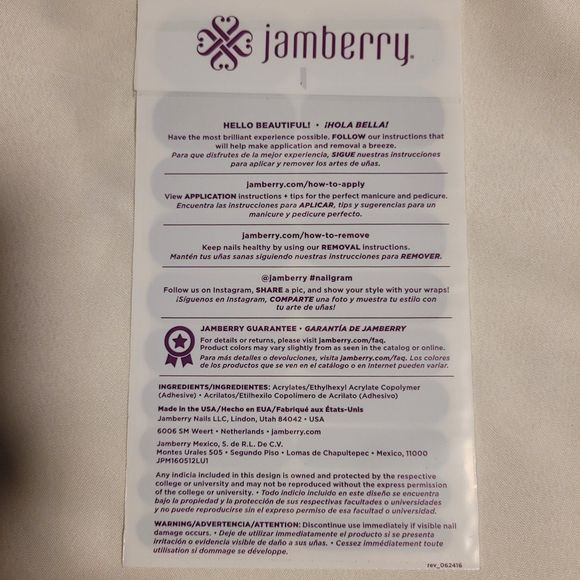 jamberry®
HELLO BEAUTIFUL! • ¡HOLA BELLA!
Have the most brilliant experience possible. FOLLOW our instructions that
will help make application and removal a breeze.
Para que disfrutes de la mejor experiencia, SIGUE nuestras instrucciones
para aplicar y remover los artes de uñas.
jamberry.com/how-to-apply
View APPLICATION instructions + tips for the perfect manicure and pedicure.
Encuentra las instrucciones para APLICAR, tips y sugerencias para un
manicure y pedicure perfecto.
jamberry.com/how-to-remove
Keep nails healthy by using our REMOVAL instructions.
Mantén tus uñas sanas siguiendo nuestras instrucciones para REMOVER.
@jamberry #nailgram
Follow us on Instagram, SHARE a pic, and show your style with your wraps!
¡Síguenos en Instagram, COMPARTE una foto y muestra tu estilo con
tu arte de uñas!
JAMBERRY GUARANTEE • GARANTÍA DE JAMBERRY
For details or returns, please visit jamberry.com/faq.
Product colors may vary slightly from as seen in the catalog or online.
Para más detalles o devoluciones, visita jamberry.com/faq. Los colores
de los productos que se ven en el catálogo o en Internet pueden variar.
INGREDIENTS/INGREDIENTES: Acrylates/Ethylhexyl Acrylate Copolymer
(Adhesive) • Acrilatos/Etilhexilo Copolímero de Acrilato (Adhesivo)
Made in the USA/Hecho en EUA/Fabriqué aux États-Unis
Jamberry Nails LLC, Lindon, Utah 84042 • USA
6006 SM Weert • Netherlands • jamberry.com
Jamberry Mexico, S. de R.L. De C.V.
Montes Urales 505 • Segundo Piso • Lomas de Chapultepec • Mexico, 11000
JPM160512LU1
Any indicia included in this design is owned and protected by the respective
college or university and may not be reproduced without the express permission
of the college or university. • Todo indicio incluido en este diseño se encuentra
bajo la propiedad y la protección de sus respectivas facultades o universidades
y no puede reproducirse sin el expreso permiso de esa facultad o universidad.
WARNING/ADVERTENCIA/ATTENTION: Discontinue use immediately if visible nail
damage occurs. • Deje de utilizar immediatamente el producto si se presenta
irritación o evidencia visible de daño a sus uñas. • Cessez immédiatement toute
utilisation si dommage se développe.
rev_062416